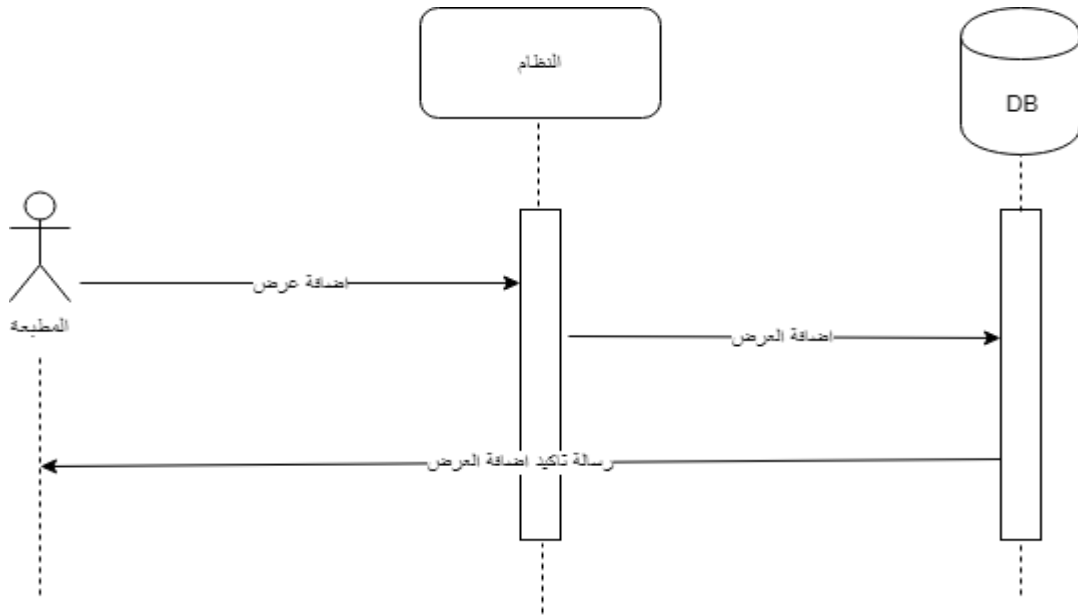 النظام
DB
اضافة عرض
المطبعة
اضافة العرض
رسالة تاكيد اضافة العرض